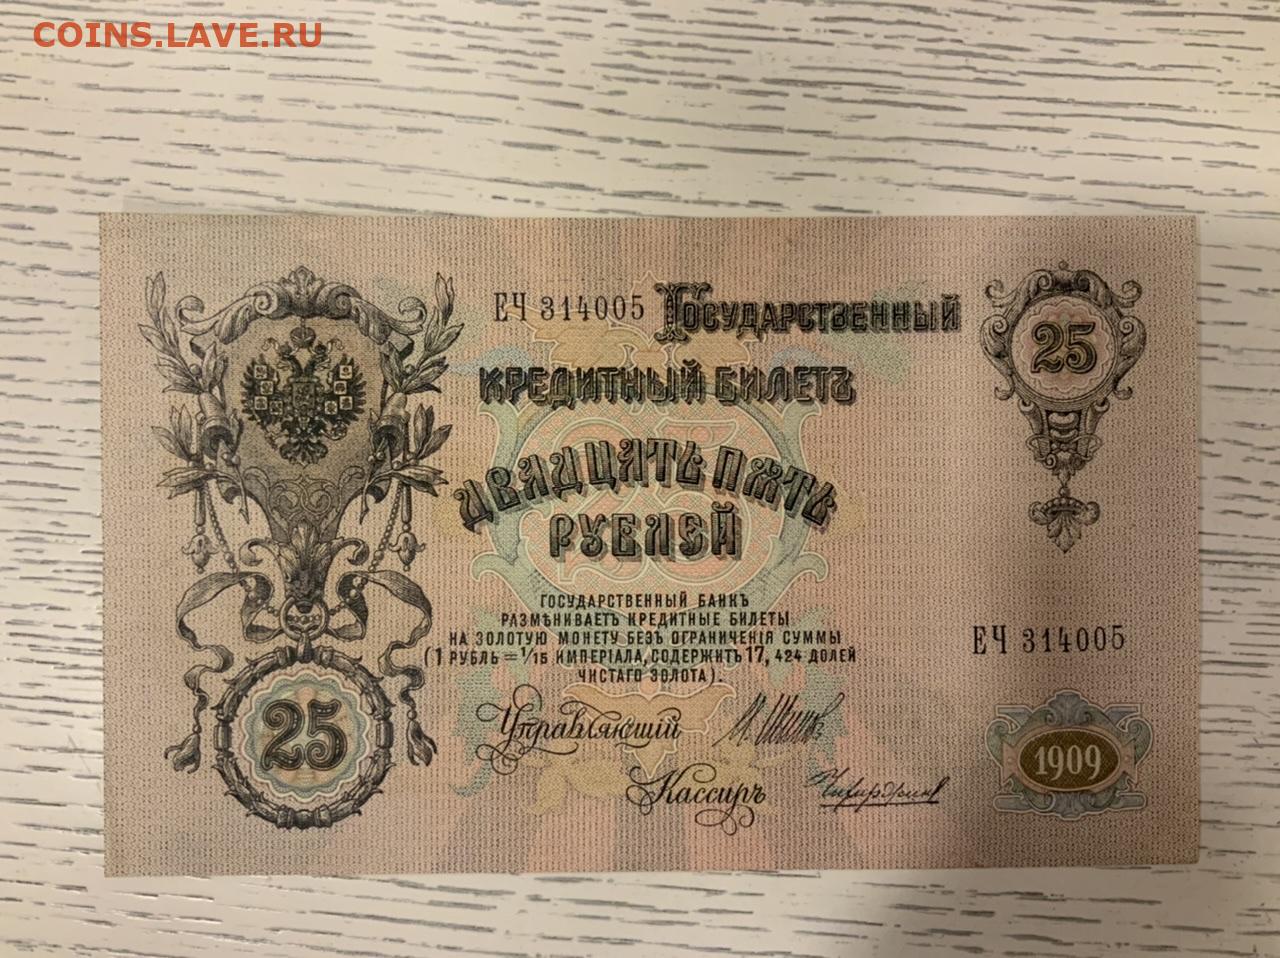 COINS.LAVE.RU
ЕЧ 314005 Государственный
25
кредитный билетъ
двадцать пять
рублей
Государственный банкъ
размѣниваетъ кредитные билеты
на золотую монету безъ ограниченія суммы
(1 рубль = 1/15 имперіала, содержитъ 17, 424 долей
чистаго золота).
ЕЧ 314005
25
Управляющій
Кассиръ
1909